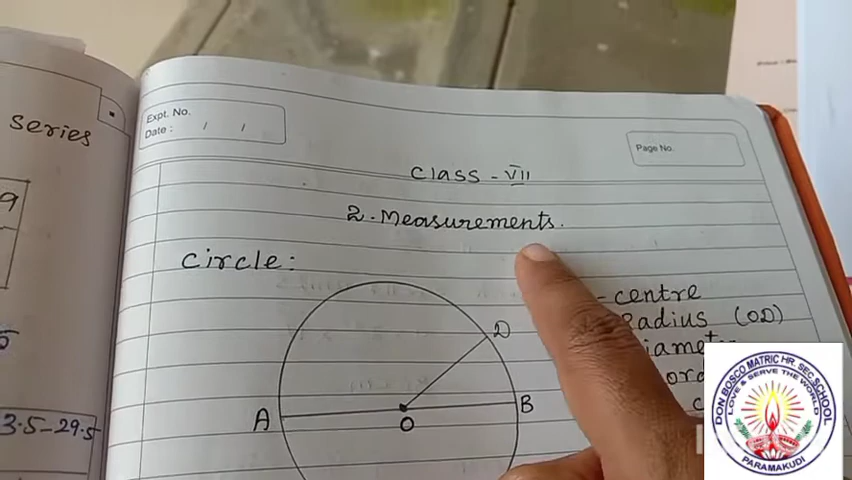 series
9
3.5-29.5
Expt. No.
Date : / /
Page No.
Class - VII
2. Measurements.
Circle:
- centre
Radius (OD)
D
A
B
O
DON BOSCO MATRIC HR. SEC SCHOOL
LOVE & SERVE THE WORLD
PARAMAKUDI